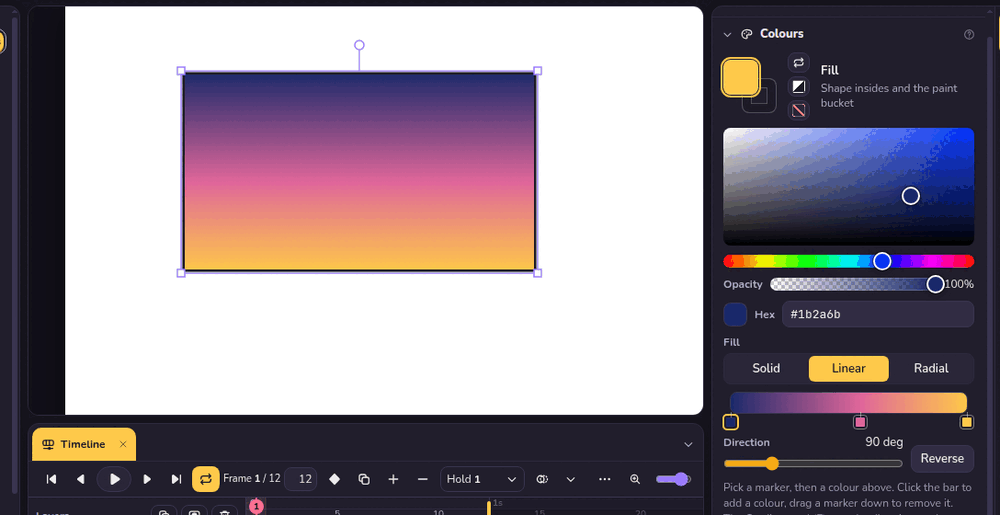 Colours
Fill
Shape insides and the paint
bucket
Opacity
100%
Hex
#1b2a6b
Fill
Solid
Linear
Radial
Direction
90 deg
Reverse
Pick a marker, then a colour above. Click the bar to
add a colour, drag a marker down to remove it.
Timeline
Frame 1 / 12
12
Hold 1
1
5
10
1s
15
20
Layers